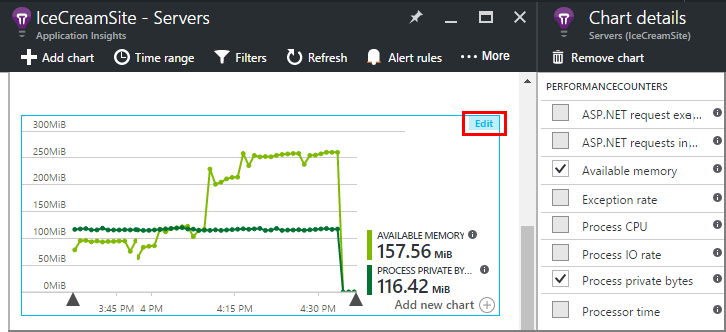 IceCreamSite - Servers
Application Insights
Add chart
Time range
Filters
Refresh
Alert rules
More
Edit
300MiB
250MiB
200MiB
150MiB
100MiB
50MiB
0MiB
3:45 PM
4 PM
4:15 PM
4:30 PM
AVAILABLE MEMORY
157.56 MiB
PROCESS PRIVATE BY...
116.42 MiB
Add new chart
Chart details
Servers (IceCreamSite)
Remove chart
PERFORMANCECOUNTERS
ASP.NET request exe...
ASP.NET requests in...
Available memory
Exception rate
Process CPU
Process IO rate
Process private bytes
Processor time